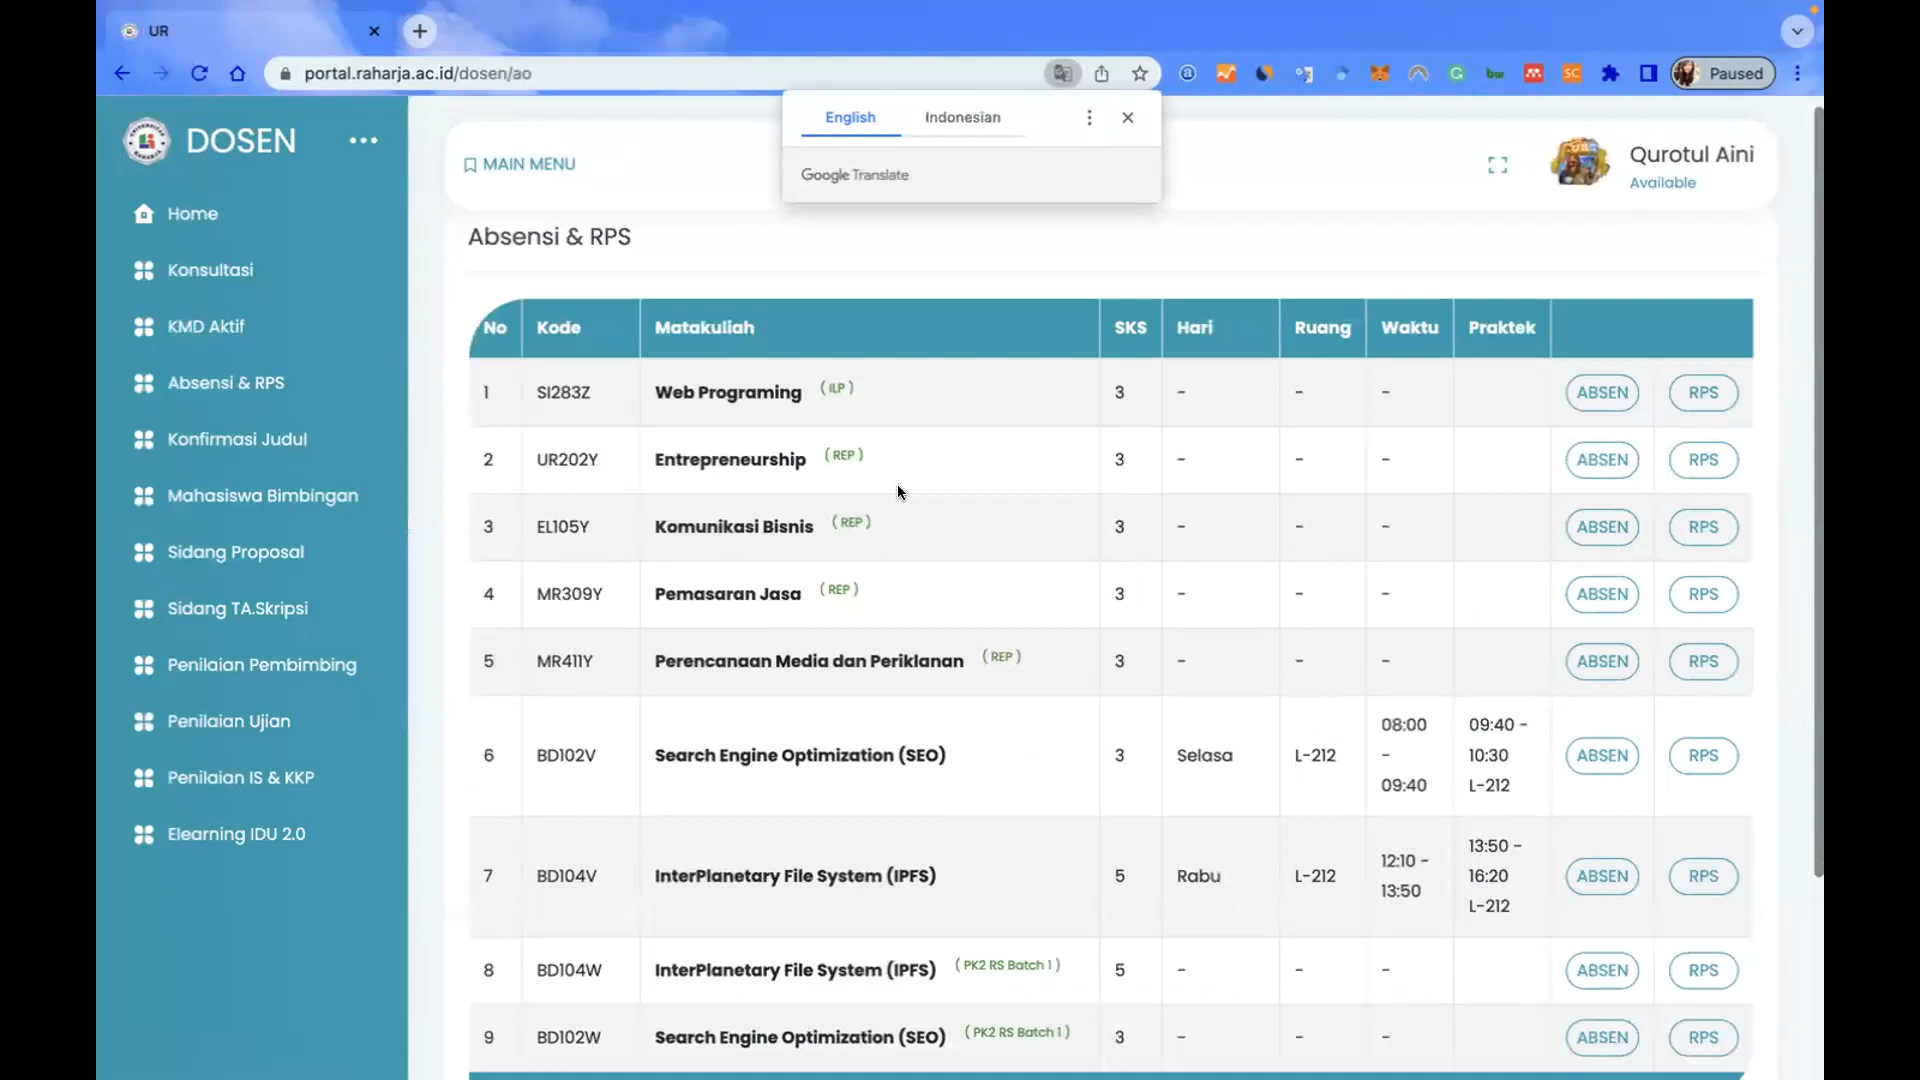 UR
portal.raharja.ac.id/dosen/ao
Paused
English Indonesian
Google Translate
DOSEN
Home
Konsultasi
KMD Aktif
Absensi & RPS
Konfirmasi Judul
Mahasiswa Bimbingan
Sidang Proposal
Sidang TA.Skripsi
Penilaian Pembimbing
Penilaian Ujian
Penilaian IS & KKP
Elearning IDU 2.0
MAIN MENU
Qurotul Aini
Available
Absensi & RPS
No Kode Matakuliah SKS Hari Ruang Waktu Praktek
1 SI283Z Web Programing ( ILP ) 3 - - - ABSEN RPS
2 UR202Y Entrepreneurship ( REP ) 3 - - - ABSEN RPS
3 EL105Y Komunikasi Bisnis ( REP ) 3 - - - ABSEN RPS
4 MR309Y Pemasaran Jasa ( REP ) 3 - - - ABSEN RPS
5 MR411Y Perencanaan Media dan Periklanan ( REP ) 3 - - - ABSEN RPS
6 BD102V Search Engine Optimization (SEO) 3 Selasa L-212 08:00 - 09:40 09:40 - 10:30 L-212 ABSEN RPS
7 BD104V InterPlanetary File System (IPFS) 5 Rabu L-212 12:10 - 13:50 13:50 - 16:20 L-212 ABSEN RPS
8 BD104W InterPlanetary File System (IPFS) ( PK2 RS Batch 1 ) 5 - - - ABSEN RPS
9 BD102W Search Engine Optimization (SEO) ( PK2 RS Batch 1 ) 3 - - - ABSEN RPS